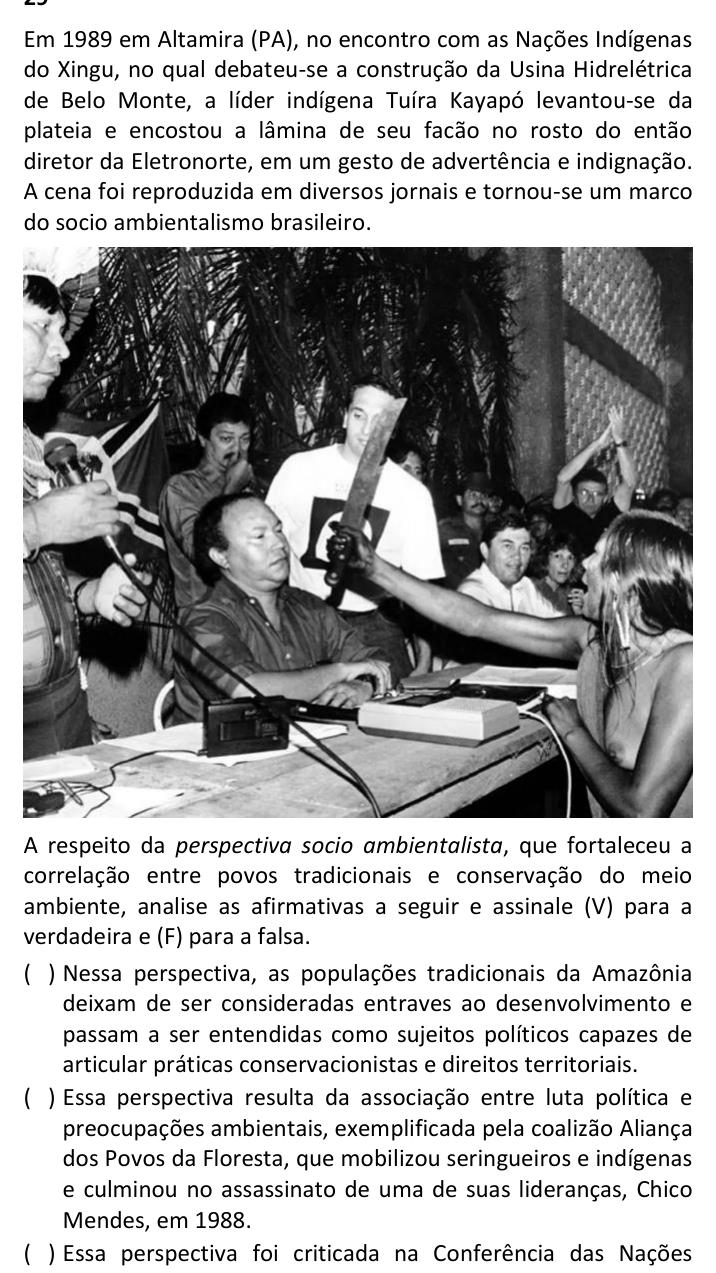 Em 1989 em Altamira (PA), no encontro com as Nações Indígenas
do Xingu, no qual debateu-se a construção da Usina Hidrelétrica
de Belo Monte, a líder indígena Tuíra Kayapó levantou-se da
plateia e encostou a lâmina de seu facão no rosto do então
diretor da Eletronorte, em um gesto de advertência e indignação.
A cena foi reproduzida em diversos jornais e tornou-se um marco
do socio ambientalismo brasileiro.
A respeito da perspectiva socio ambientalista, que fortaleceu a
correlação entre povos tradicionais e conservação do meio
ambiente, analise as afirmativas a seguir e assinale (V) para a
verdadeira e (F) para a falsa.
( ) Nessa perspectiva, as populações tradicionais da Amazônia
deixam de ser consideradas entraves ao desenvolvimento e
passam a ser entendidas como sujeitos políticos capazes de
articular práticas conservacionistas e direitos territoriais.
( ) Essa perspectiva resulta da associação entre luta política e
preocupações ambientais, exemplificada pela coalizão Aliança
dos Povos da Floresta, que mobilizou seringueiros e indígenas
e culminou no assassinato de uma de suas lideranças, Chico
Mendes, em 1988.
( ) Essa perspectiva foi criticada na Conferência das Nações